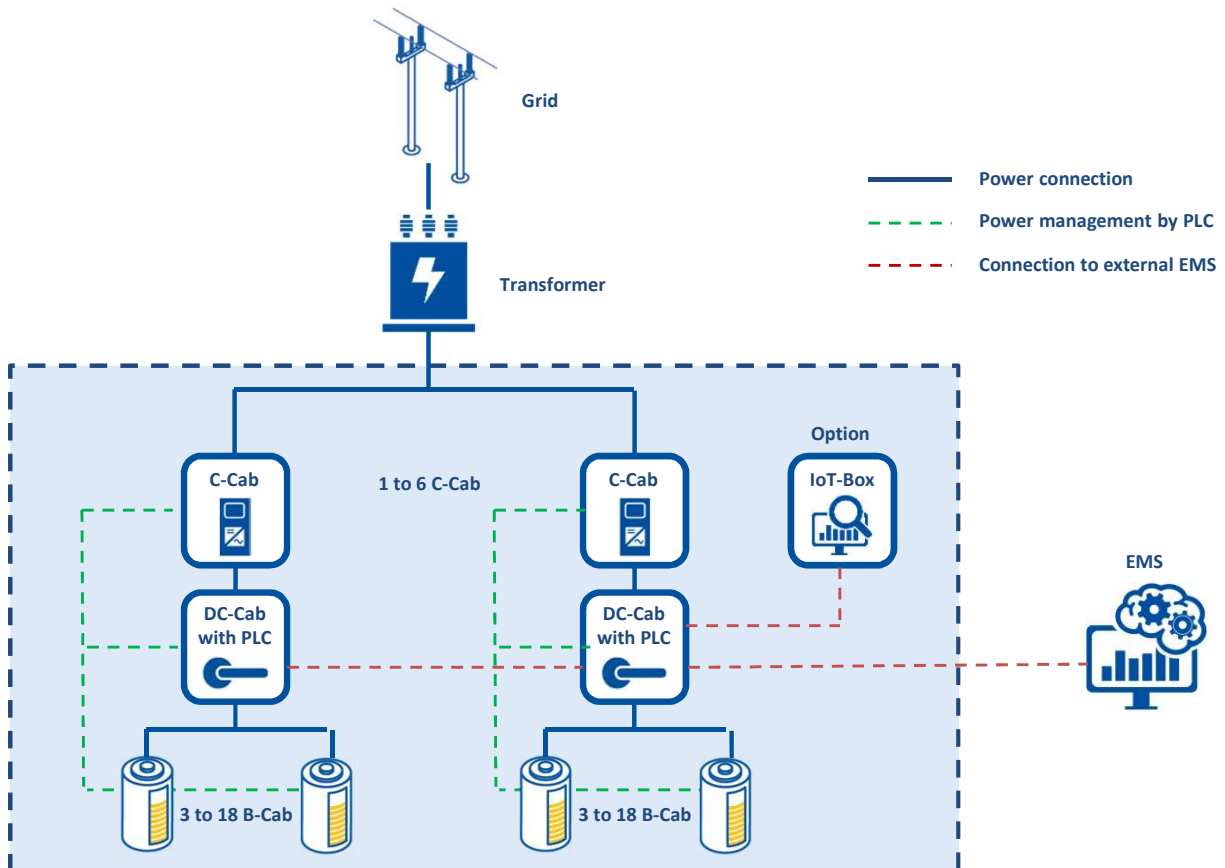 Grid
Power connection
Power management by PLC
Connection to external EMS
Transformer
Option
C-Cab
1 to 6 C-Cab
C-Cab
IoT-Box
EMS
DC-Cab
with PLC
DC-Cab
with PLC
3 to 18 B-Cab
3 to 18 B-Cab